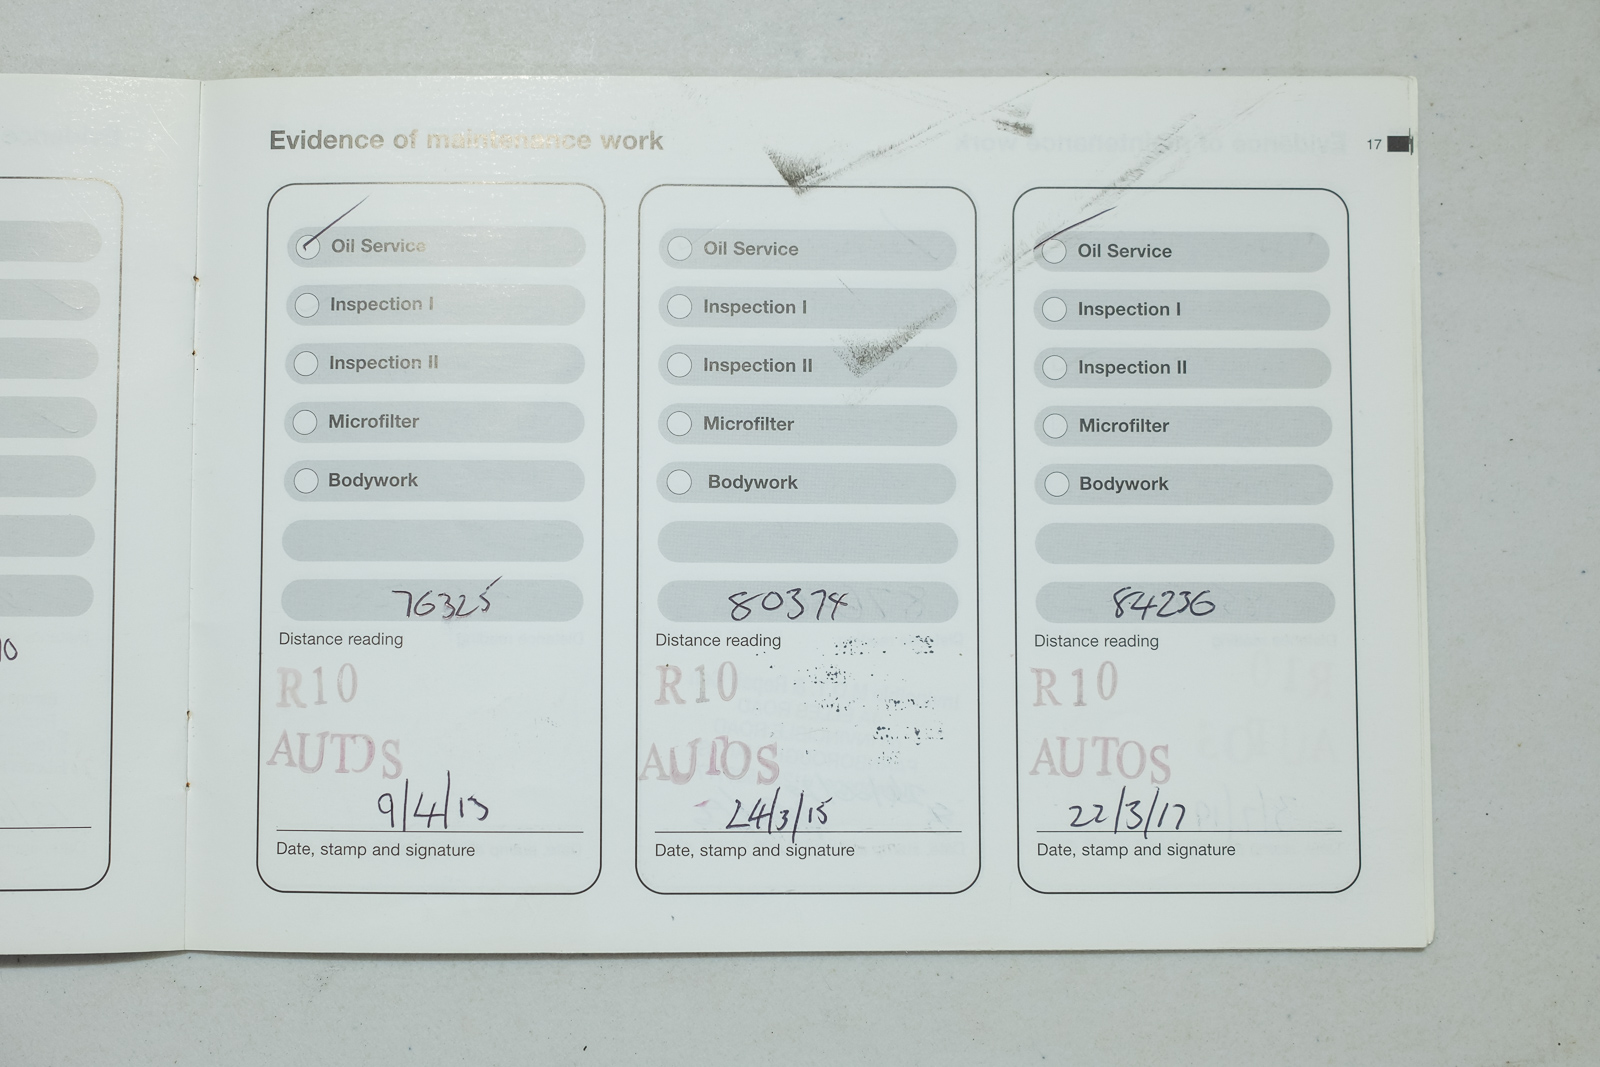 Evidence of maintenance work
17
Oil Service
Inspection I
Inspection II
Microfilter
Bodywork
76325
Distance reading
R10
AUTOS
9/4/13
Date, stamp and signature
Oil Service
Inspection I
Inspection II
Microfilter
Bodywork
80374
Distance reading
R10
AUTOS
24/3/15
Date, stamp and signature
Oil Service
Inspection I
Inspection II
Microfilter
Bodywork
84236
Distance reading
R10
AUTOS
22/3/17
Date, stamp and signature